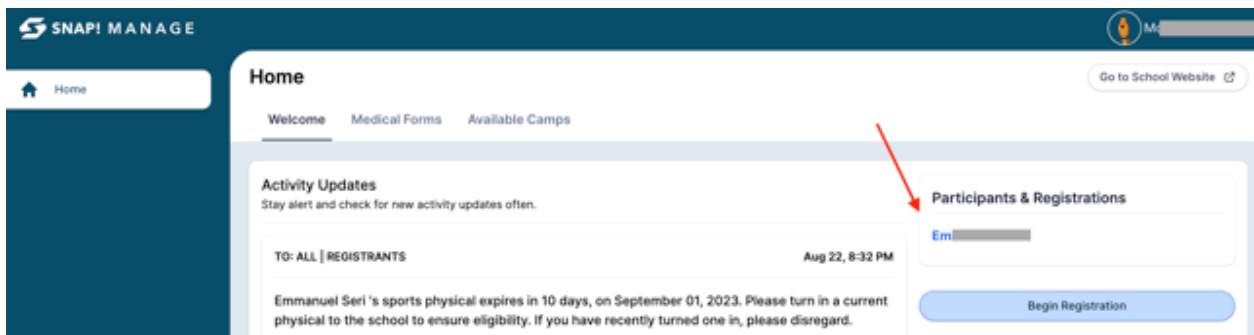 SNAP! MANAGE
Mo
Home
Home
Go to School Website
Welcome Medical Forms Available Camps
Activity Updates
Stay alert and check for new activity updates often.
Participants & Registrations
Em
TO: ALL | REGISTRANTS Aug 22, 8:32 PM
Emmanuel Seri 's sports physical expires in 10 days, on September 01, 2023. Please turn in a current
physical to the school to ensure eligibility. If you have recently turned one in, please disregard.
Begin Registration